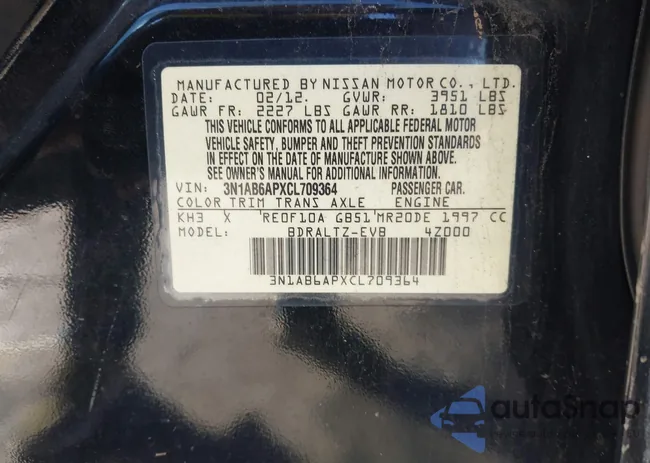 MANUFACTURED BY NISSAN MOTOR CO., LTD.
DATE: 02/12. GVWR: 3951 LBS
GAWR FR: 2227 LBS GAWR RR: 1810 LBS
THIS VEHICLE CONFORMS TO ALL APPLICABLE FEDERAL MOTOR
VEHICLE SAFETY, BUMPER AND THEFT PREVENTION STANDARDS
IN EFFECT ON THE DATE OF MANUFACTURE SHOWN ABOVE.
SEE OWNER'S MANUAL FOR ADDITIONAL INFORMATION.
VIN: 3N1AB6APXCL709364 PASSENGER CAR.
COLOR TRIM TRANS AXLE ENGINE
KH3 X 'RE0F10A GB51'MR20DE 1997 CC
MODEL: BDRALTZ-EVB 4Z000
3N1AB6APXCL709364
autoSnap